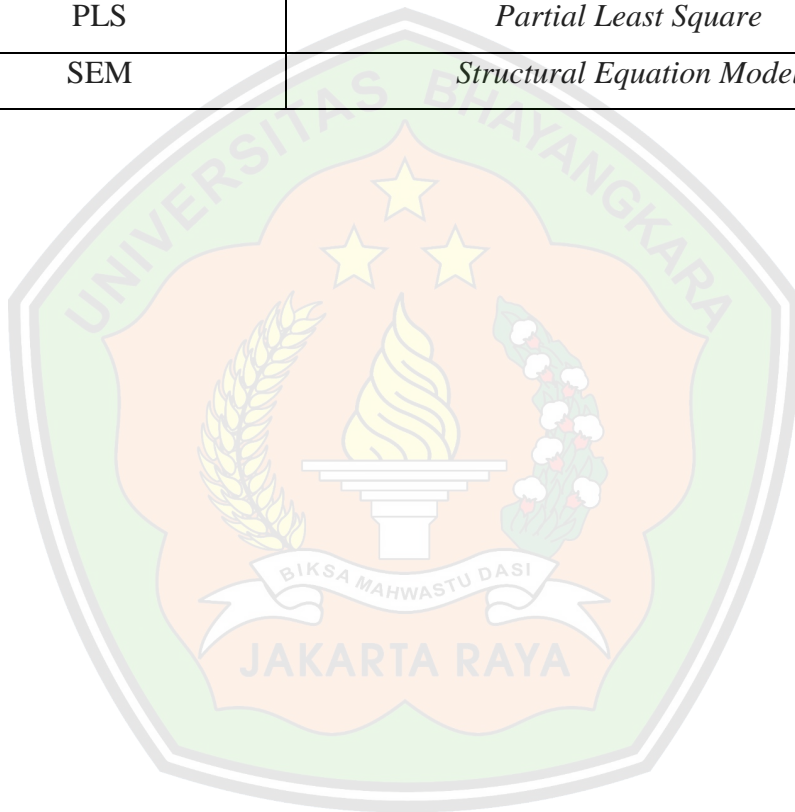 PLS Partial Least Square
SEM Structural Equation Model
UNIVERSITAS BHAYANGKARA
BIKSA MAHWASTU DASI
JAKARTA RAYA